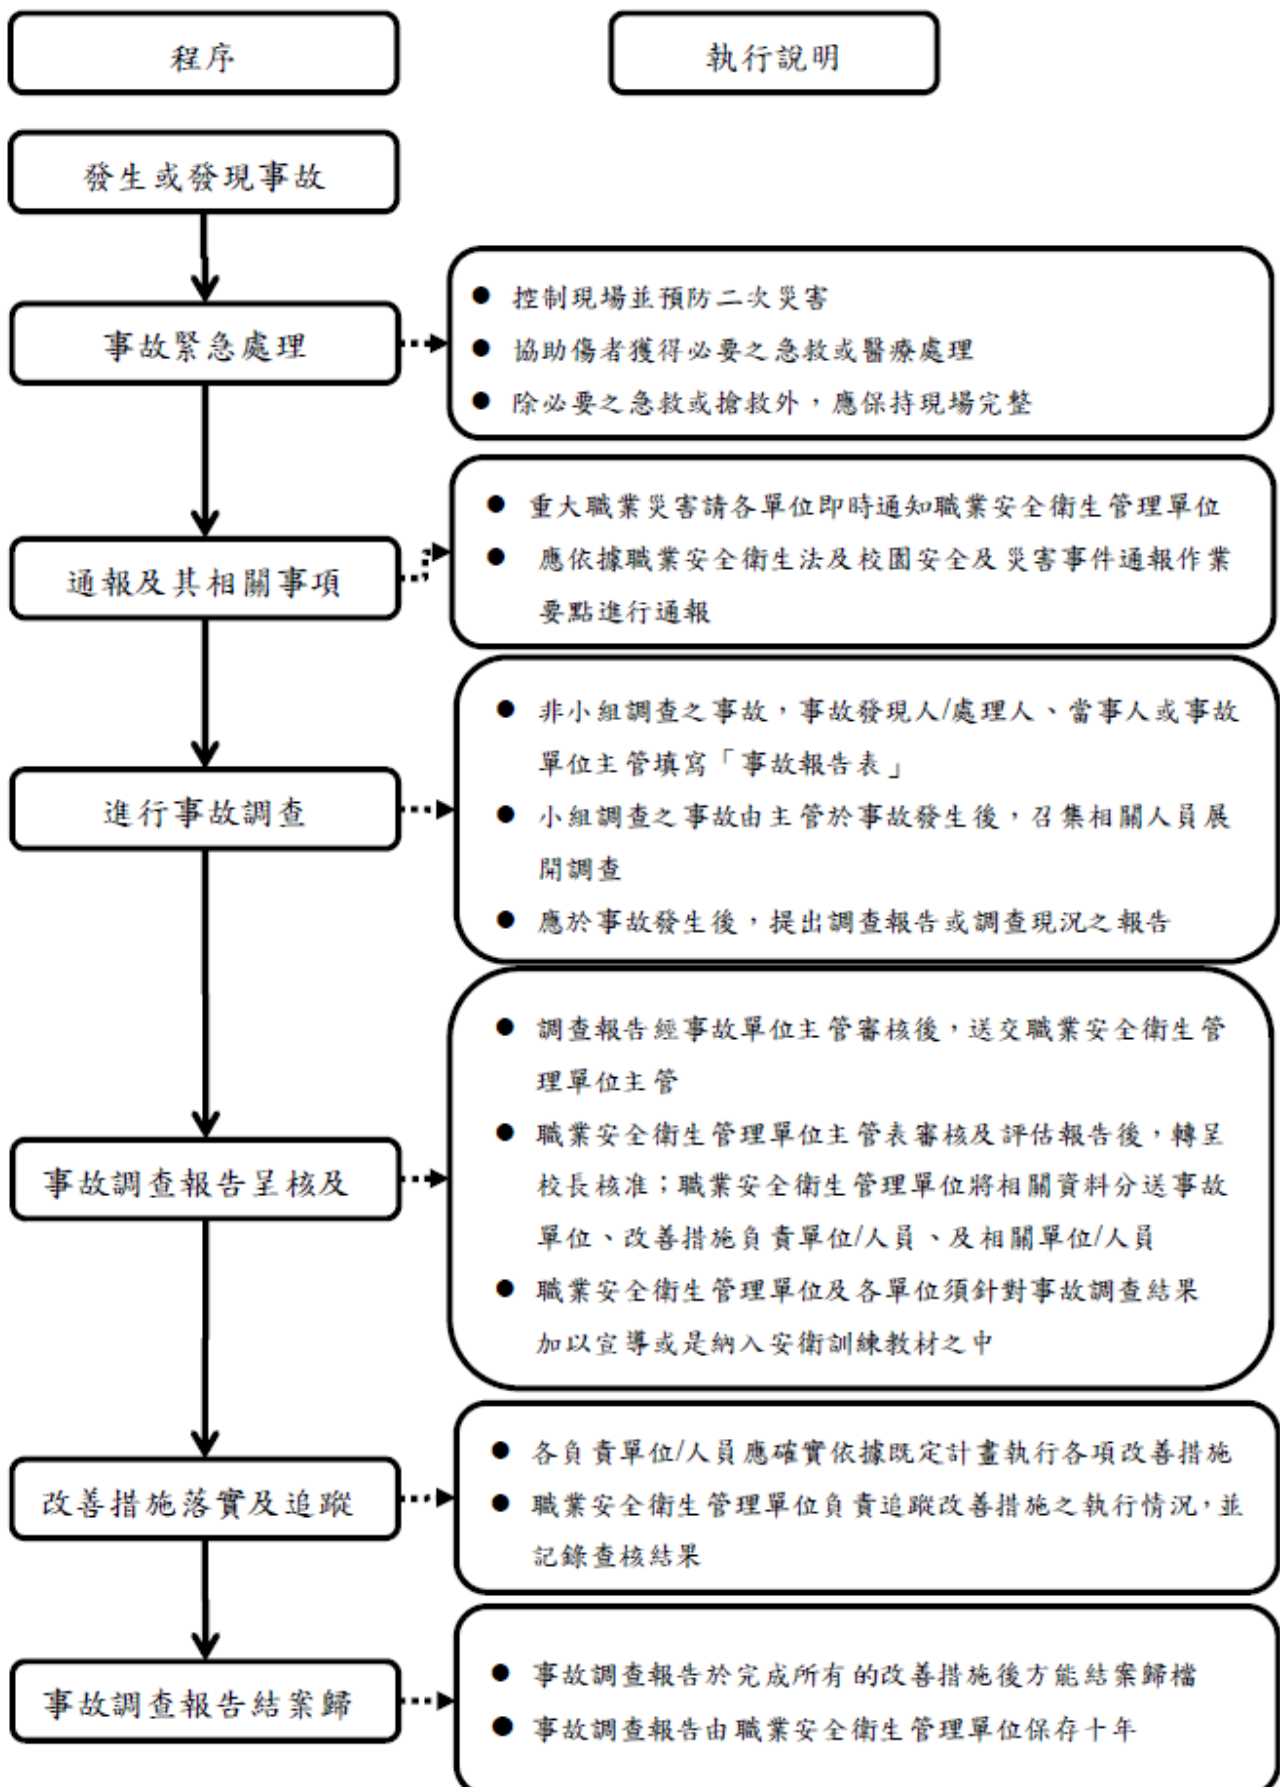 程序
執行說明
發生或發現事故
事故緊急處理
● 控制現場並預防二次災害
● 協助傷者獲得必要之急救或醫療處理
● 除必要之急救或搶救外，應保持現場完整
通報及其相關事項
● 重大職業災害請各單位即時通知職業安全衛生管理單位
● 應依據職業安全衛生法及校園安全及災害事件通報作業
要點進行通報
進行事故調查
● 非小組調查之事故，事故發現人/處理人、當事人或事故
單位主管填寫「事故報告表」
● 小組調查之事故由主管於事故發生後，召集相關人員展
開調查
● 應於事故發生後，提出調查報告或調查現況之報告
事故調查報告呈核及
● 調查報告經事故單位主管審核後，送交職業安全衛生管
理單位主管
● 職業安全衛生管理單位主管表審核及評估報告後，轉呈
校長核准；職業安全衛生管理單位將相關資料分送事故
單位、改善措施負責單位/人員、及相關單位/人員
● 職業安全衛生管理單位及各單位須針對事故調查結果
加以宣導或是納入安衛訓練教材之中
改善措施落實及追蹤
● 各負責單位/人員應確實依據既定計畫執行各項改善措施
● 職業安全衛生管理單位負責追蹤改善措施之執行情況，並
記錄查核結果
事故調查報告結案歸
● 事故調查報告於完成所有的改善措施後方能結案歸檔
● 事故調查報告由職業安全衛生管理單位保存十年